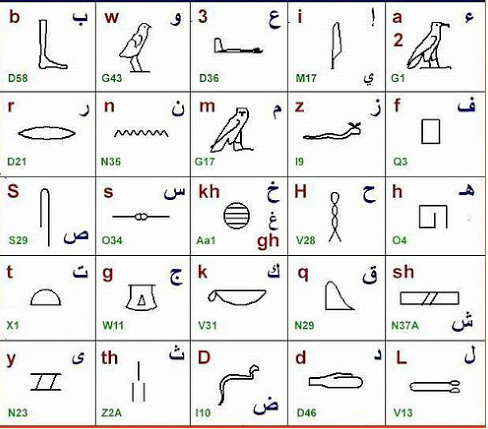 b ب w و 3 ع i إ a ء
2
D58 G43 D36 M17 ي G1
r ر n ن m م z ز f ف
D21 N35 G17 I9 Q3
S s س kh خ H ح h هـ
غ
S29 ص O34 Aa1 gh V28 O4
t ت g ج k ك q ق sh
X1 W11 V31 N29 N37A ش
y ى th ث D d د L ل
N23 Z2A I10 ض D46 V13